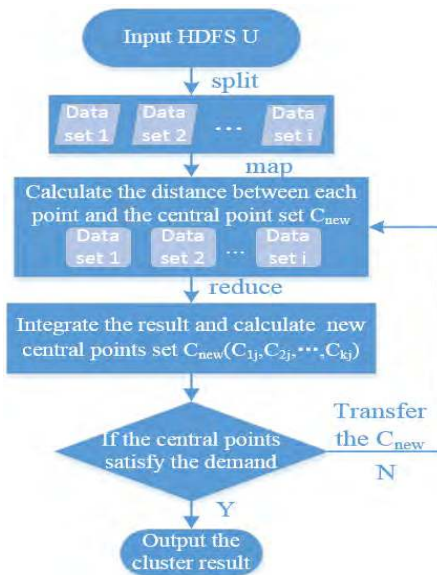 Input HDFS U
split
Data Data Data
set 1 set 2 ... set i
map
Calculate the distance between each
point and the central point set Cnew
Data Data Data
set 1 set 2 ... set i
reduce
Integrate the result and calculate new
central points set Cnew(C1j,C2j,···,Ckj)
If the central points
satisfy the demand
Transfer
the Cnew
N
Y
Output the
cluster result